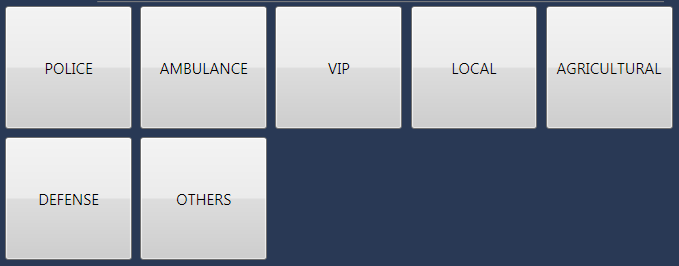 POLICE
AMBULANCE
VIP
LOCAL
AGRICULTURAL
DEFENSE
OTHERS